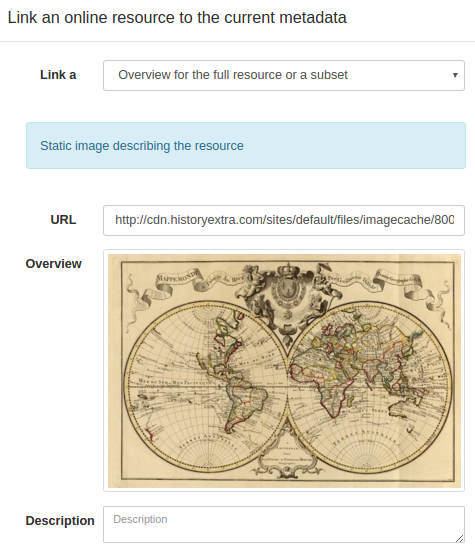 Link an online resource to the current metadata
Link a
Overview for the full resource or a subset
Static image describing the resource
URL
http://cdn.historyextra.com/sites/default/files/imagecache/800
Overview
MAPPEMONDE
Description
Description